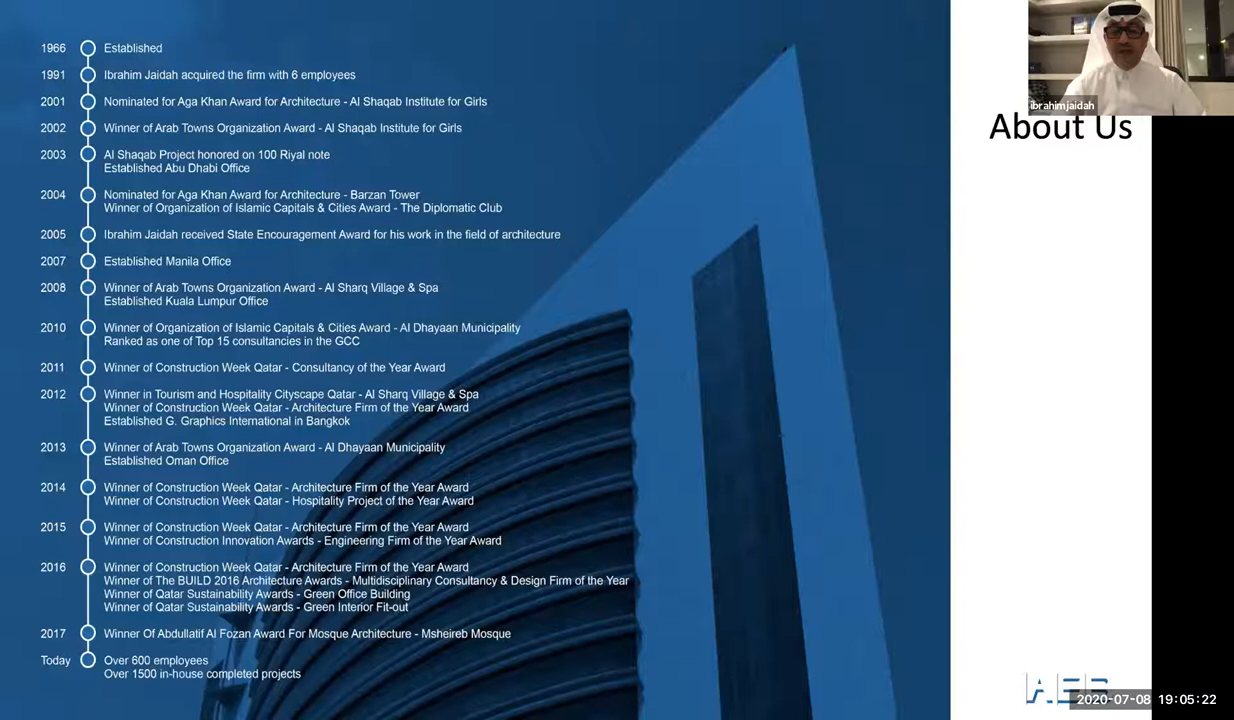 1966 Established
1991 Ibrahim Jaidah acquired the firm with 6 employees
2001 Nominated for Aga Khan Award for Architecture - Al Shaqab Institute for Girls
2002 Winner of Arab Towns Organization Award - Al Shaqab Institute for Girls
2003 Al Shaqab Project honored on 100 Riyal note
Established Abu Dhabi Office
2004 Nominated for Aga Khan Award for Architecture - Barzan Tower
Winner of Organization of Islamic Capitals & Cities Award - The Diplomatic Club
2005 Ibrahim Jaidah received State Encouragement Award for his work in the field of architecture
2007 Established Manila Office
2008 Winner of Arab Towns Organization Award - Al Sharq Village & Spa
Established Kuala Lumpur Office
2010 Winner of Organization of Islamic Capitals & Cities Award - Al Dhayaan Municipality
Ranked as one of Top 15 consultancies in the GCC
2011 Winner of Construction Week Qatar - Consultancy of the Year Award
2012 Winner in Tourism and Hospitality Cityscape Qatar - Al Sharq Village & Spa
Winner of Construction Week Qatar - Architecture Firm of the Year Award
Established G. Graphics International in Bangkok
2013 Winner of Arab Towns Organization Award - Al Dhayaan Municipality
Established Oman Office
2014 Winner of Construction Week Qatar - Architecture Firm of the Year Award
Winner of Construction Week Qatar - Hospitality Project of the Year Award
2015 Winner of Construction Week Qatar - Architecture Firm of the Year Award
Winner of Construction Innovation Awards - Engineering Firm of the Year Award
2016 Winner of Construction Week Qatar - Architecture Firm of the Year Award
Winner of The BUILD 2016 Architecture Awards - Multidisciplinary Consultancy & Design Firm of the Year
Winner of Qatar Sustainability Awards - Green Office Building
Winner of Qatar Sustainability Awards - Green Interior Fit-out
2017 Winner Of Abdullatif Al Fozan Award For Mosque Architecture - Msheireb Mosque
Today Over 600 employees
Over 1500 in-house completed projects
ibrahim jaidah
About Us
2020-07-08 19:05:22